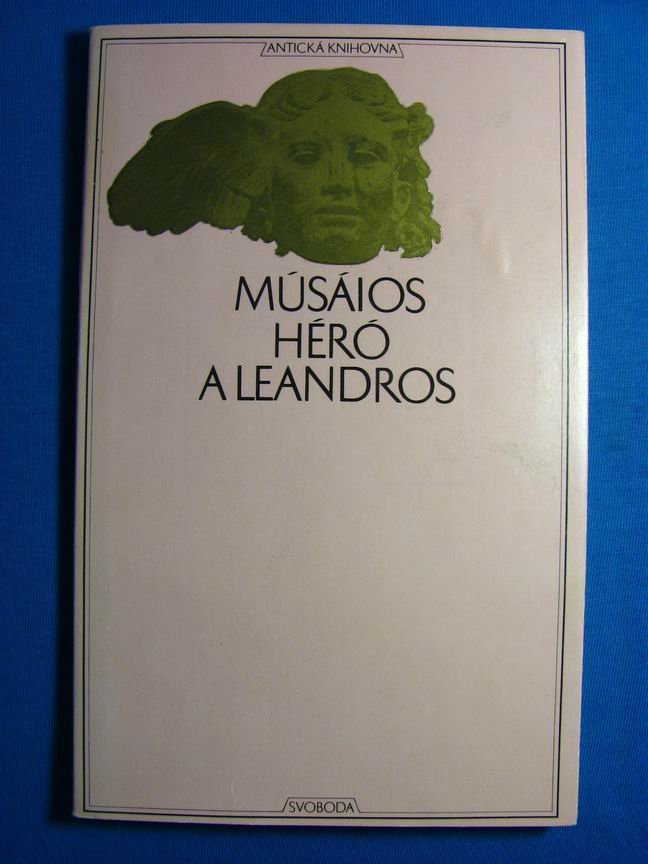 ANTICKÁ KNIHOVNA
MÚSÁIOS
HÉRÓ
A LEANDROS
SVOBODA